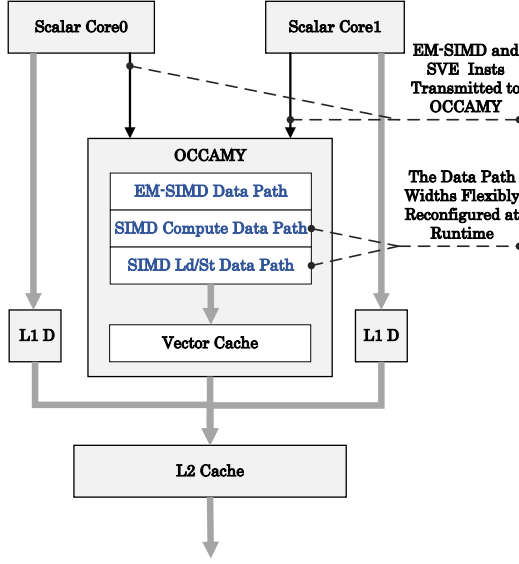 Scalar Core0
Scalar Core1
EM-SIMD and
SVE Insts
Transmitted to
OCCAMY
OCCAMY
EM-SIMD Data Path
SIMD Compute Data Path
SIMD Ld/St Data Path
The Data Path
Widths Flexibly
Reconfigured at
Runtime
L1 D
Vector Cache
L1 D
L2 Cache